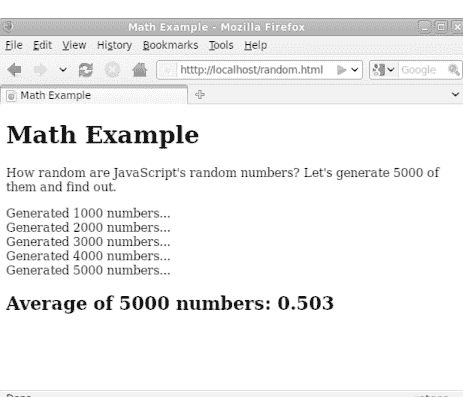 Math Example - Mozilla Firefox
File Edit View History Bookmarks Tools Help
htttp://localhost/random.html
Google
Math Example
Math Example
How random are JavaScript's random numbers? Let's generate 5000 of
them and find out.
Generated 1000 numbers...
Generated 2000 numbers...
Generated 3000 numbers...
Generated 4000 numbers...
Generated 5000 numbers...
Average of 5000 numbers: 0.503